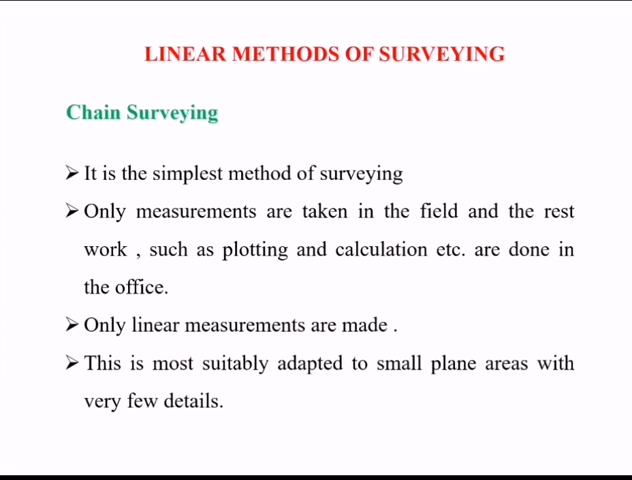 LINEAR METHODS OF SURVEYING
Chain Surveying
➢ It is the simplest method of surveying
➢ Only measurements are taken in the field and the rest
work , such as plotting and calculation etc. are done in
the office.
➢ Only linear measurements are made .
➢ This is most suitably adapted to small plane areas with
very few details.